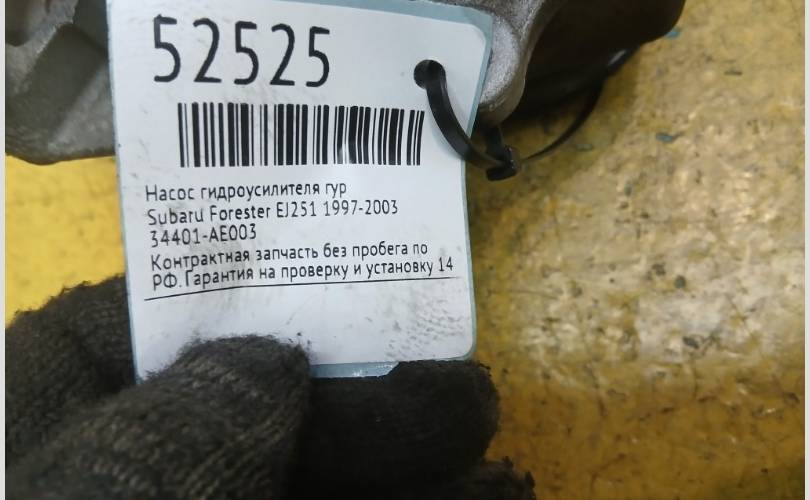 52525
Насос гидроусилителя гур
Subaru Forester EJ251 1997-2003
34401-AE003
Контрактная запчасть без пробега по
РФ.Гарантия на проверку и установку 14